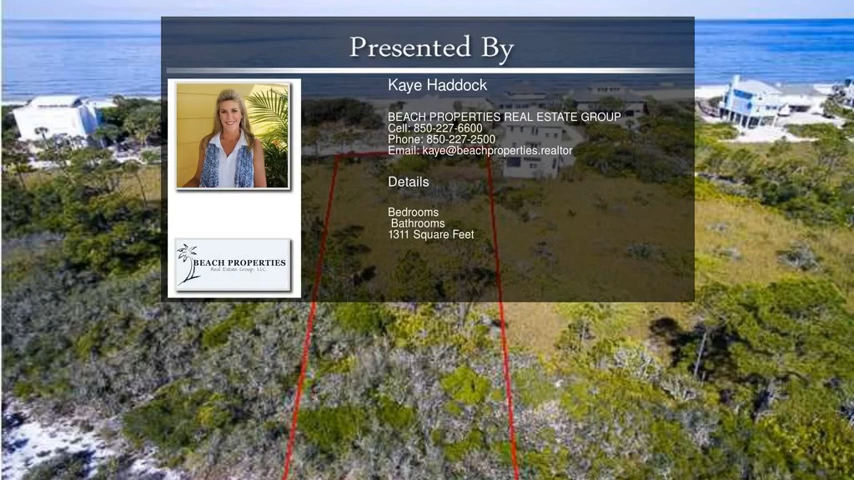 Presented By
Kaye Haddock
BEACH PROPERTIES REAL ESTATE GROUP
Cell: 850-227-6600
Phone: 850-227-2500
Email: kaye@beachproperties.realtor
Details
Bedrooms
Bathrooms
1311 Square Feet
BEACH PROPERTIES
Real Estate Group, LLC.